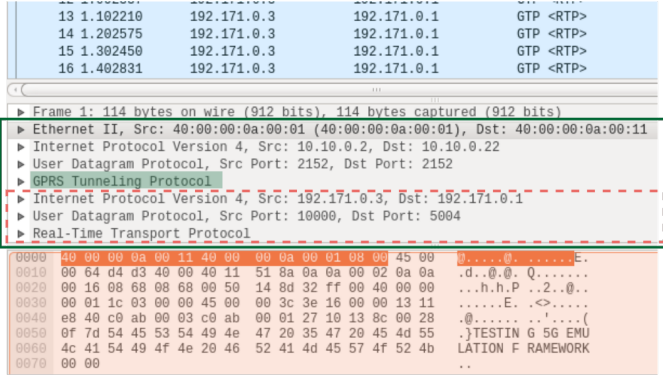 13 1.102210 192.171.0.3 192.171.0.1 GTP <RTP>
14 1.202575 192.171.0.3 192.171.0.1 GTP <RTP>
15 1.302450 192.171.0.3 192.171.0.1 GTP <RTP>
16 1.402831 192.171.0.3 192.171.0.1 GTP <RTP>
Frame 1: 114 bytes on wire (912 bits), 114 bytes captured (912 bits)
Ethernet II, Src: 40:00:00:0a:00:01 (40:00:00:0a:00:01), Dst: 40:00:00:0a:00:11
Internet Protocol Version 4, Src: 10.10.0.2, Dst: 10.10.0.22
User Datagram Protocol, Src Port: 2152, Dst Port: 2152
GPRS Tunneling Protocol
Internet Protocol Version 4, Src: 192.171.0.3, Dst: 192.171.0.1
User Datagram Protocol, Src Port: 10000, Dst Port: 5004
Real-Time Transport Protocol
0000 40 00 00 0a 00 11 40 00 00 0a 00 01 08 00 45 00 @.....@. ......E.
0010 00 64 d4 d3 40 00 40 11 51 8a 0a 0a 00 02 0a 0a .d..@.@. Q.......
0020 00 16 08 68 08 68 00 50 14 8d 32 ff 00 40 00 00 ...h.h.P ..2..@..
0030 00 01 1c 03 00 00 45 00 00 3c 3e 16 00 00 13 11 ......E. .<>.....
0040 e8 40 c0 ab 00 03 c0 ab 00 01 27 10 13 8c 00 28 .@...... ..'....(
0050 0f 7d 54 45 53 54 49 4e 47 20 35 47 20 45 4d 55 .}TESTIN G 5G EMU
0060 4c 41 54 49 4f 4e 20 46 52 41 4d 45 57 4f 52 4b LATION F RAMEWORK
0070 00 00 ..